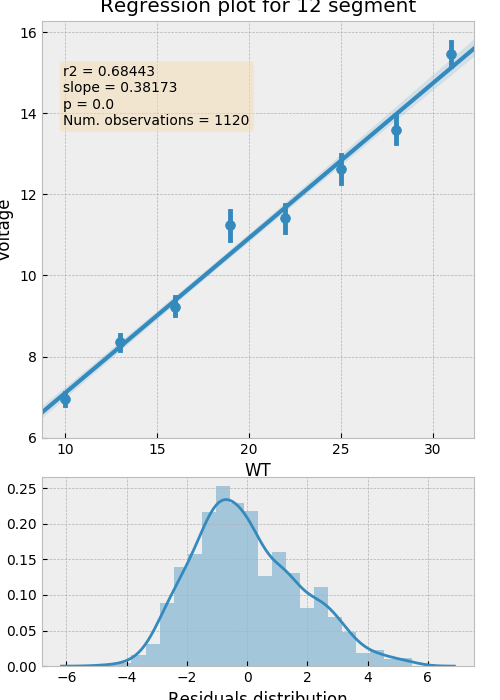 Regression plot for 12 segment
16
r2 = 0.68443
slope = 0.38173
p = 0.0
Num. observations = 1120
14
12
Voltage
10
8
6
10 15 20 25 30
WT
0.25
0.20
0.15
0.10
0.05
0.00
−6 −4 −2 0 2 4 6
Residuals distribution